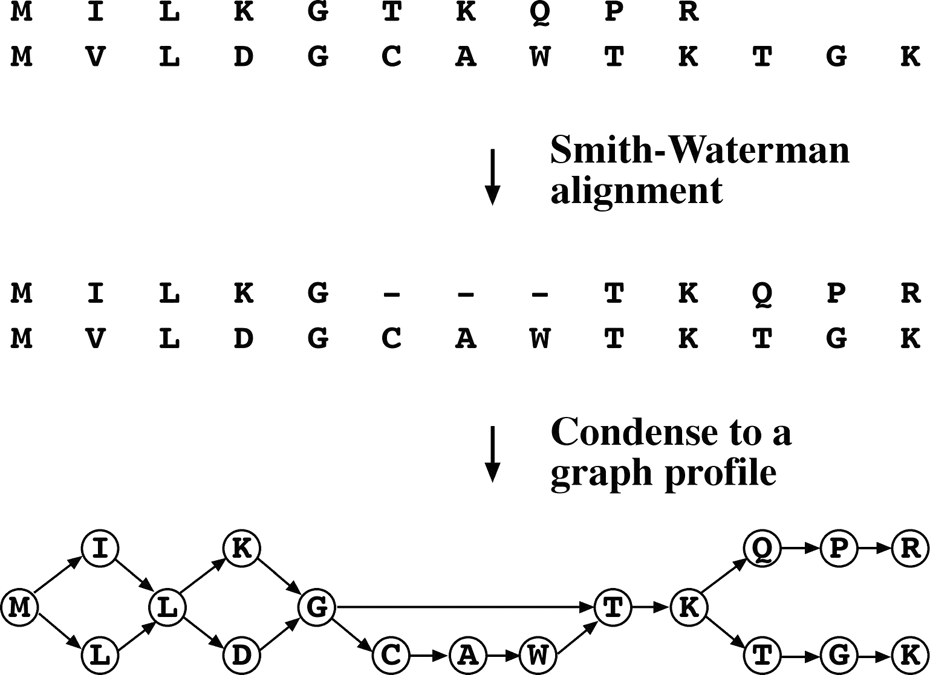 M I L K G T K Q P R
M V L D G C A W T K T G K
Smith-Waterman
alignment
M I L K G - - - T K Q P R
M V L D G C A W T K T G K
Condense to a
graph profile
I K Q P R
M L G T K
L D C A W T G K